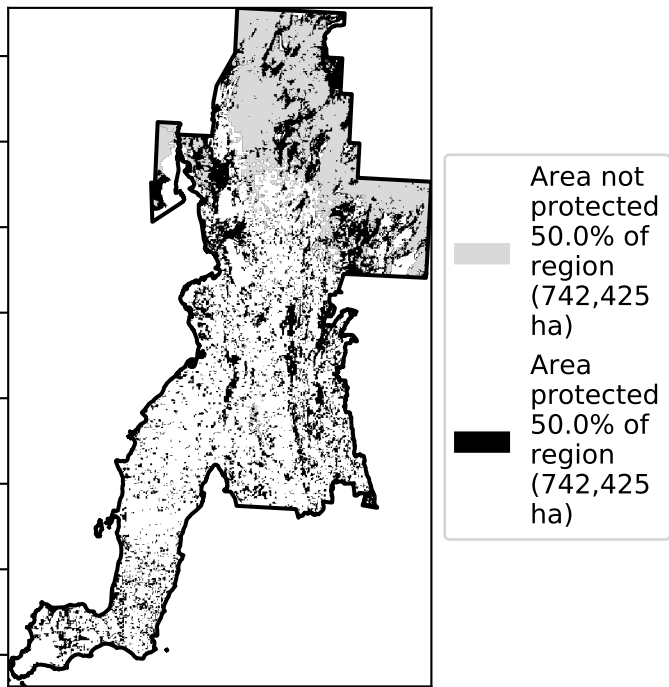 Area not
protected
50.0% of
region
(742,425
ha)
Area
protected
50.0% of
region
(742,425
ha)